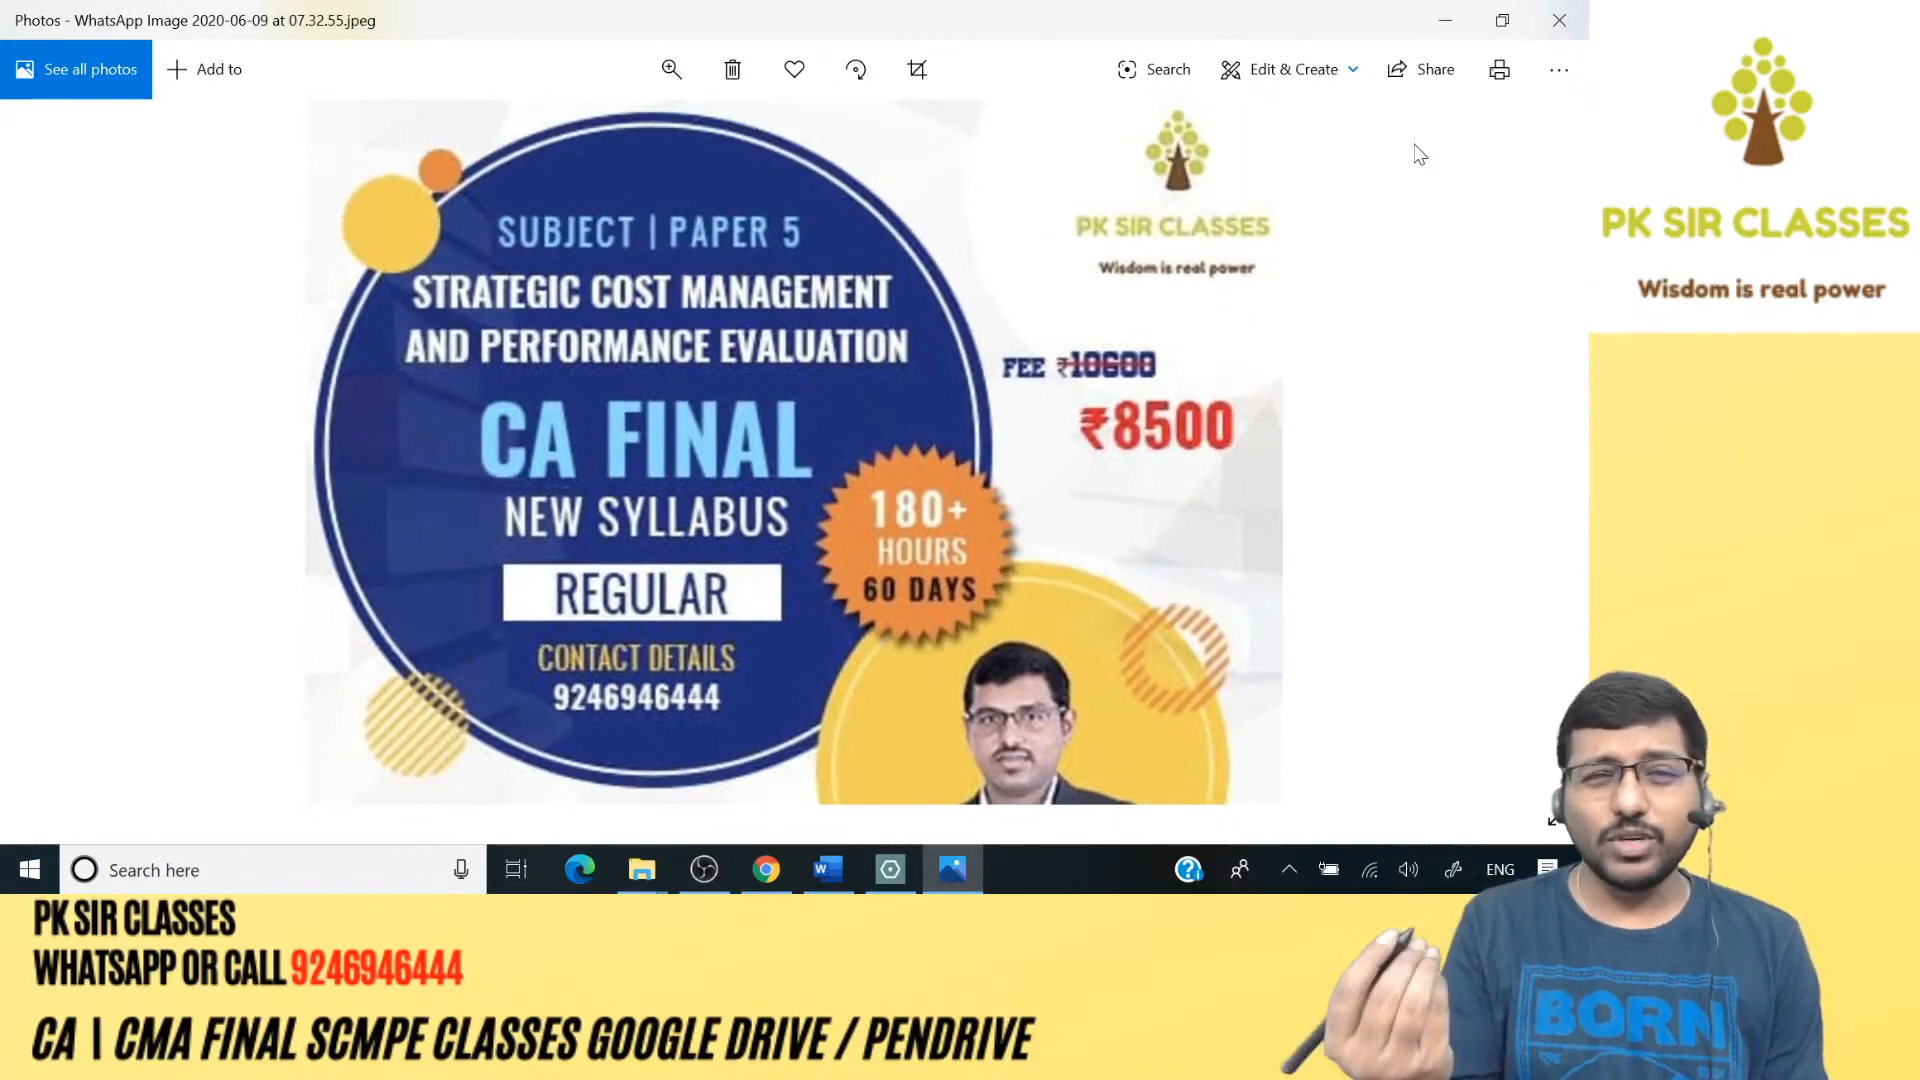 Photos - WhatsApp Image 2020-06-09 at 07.32.55.jpeg
See all photos
Add to
Search
Edit & Create
Share
SUBJECT | PAPER 5
STRATEGIC COST MANAGEMENT
AND PERFORMANCE EVALUATION
CA FINAL
NEW SYLLABUS
REGULAR
CONTACT DETAILS
9246946444
180+
HOURS
60 DAYS
PK SIR CLASSES
Wisdom is real power
FEE ₹10600
₹8500
PK SIR CLASSES
Wisdom is real power
Search here
ENG
PK SIR CLASSES
WHATSAPP OR CALL 9246946444
CA \ CMA FINAL SCMPE CLASSES GOOGLE DRIVE / PENDRIVE
BORN